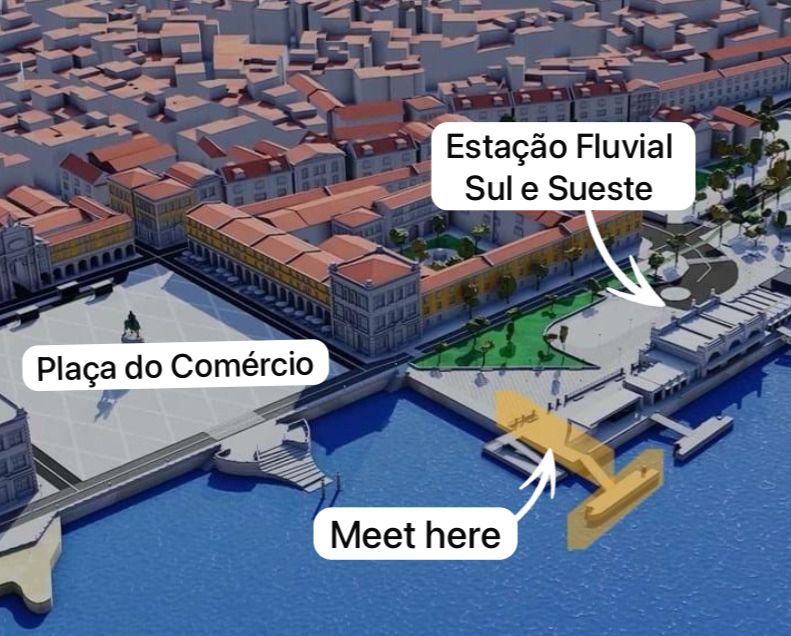 Estação Fluvial
Sul e Sueste
Plaça do Comércio
Meet here